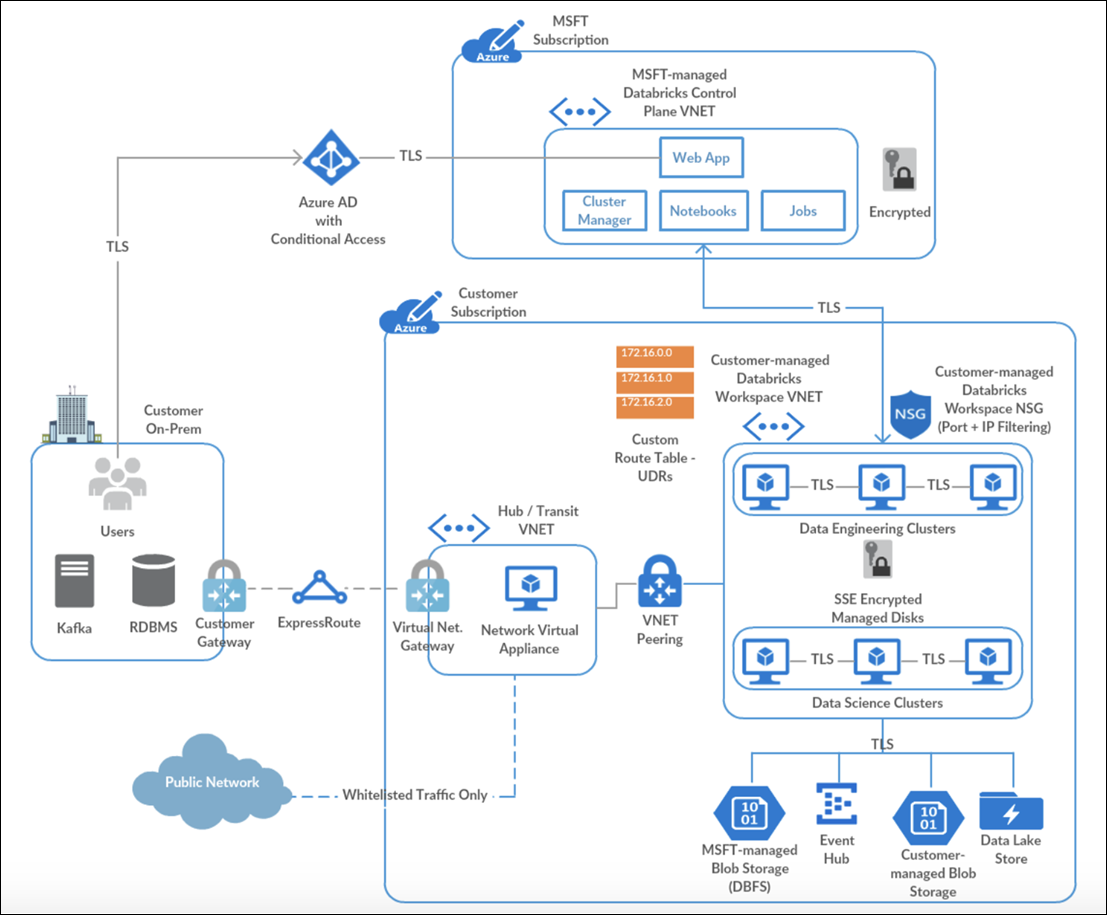 MSFT
Subscription
Azure
MSFT-managed
Databricks Control
Plane VNET
Web App
Cluster
Manager
Notebooks
Jobs
Encrypted
TLS
Azure AD
with
Conditional Access
TLS
TLS
Customer
Subscription
Azure
172.16.0.0
172.16.1.0
172.16.2.0
Custom
Route Table -
UDRs
Customer-managed
Databricks
Workspace VNET
NSG
Customer-managed
Databricks
Workspace NSG
(Port + IP Filtering)
Customer
On-Prem
Users
Kafka
RDBMS
Customer
Gateway
ExpressRoute
Hub / Transit
VNET
Virtual Net.
Gateway
Network Virtual
Appliance
VNET
Peering
TLS
TLS
Data Engineering Clusters
SSE Encrypted
Managed Disks
TLS
TLS
Data Science Clusters
TLS
Public Network
Whitelisted Traffic Only
10
01
MSFT-managed
Blob Storage
(DBFS)
Event
Hub
10
01
Customer-
managed Blob
Storage
Data Lake
Store